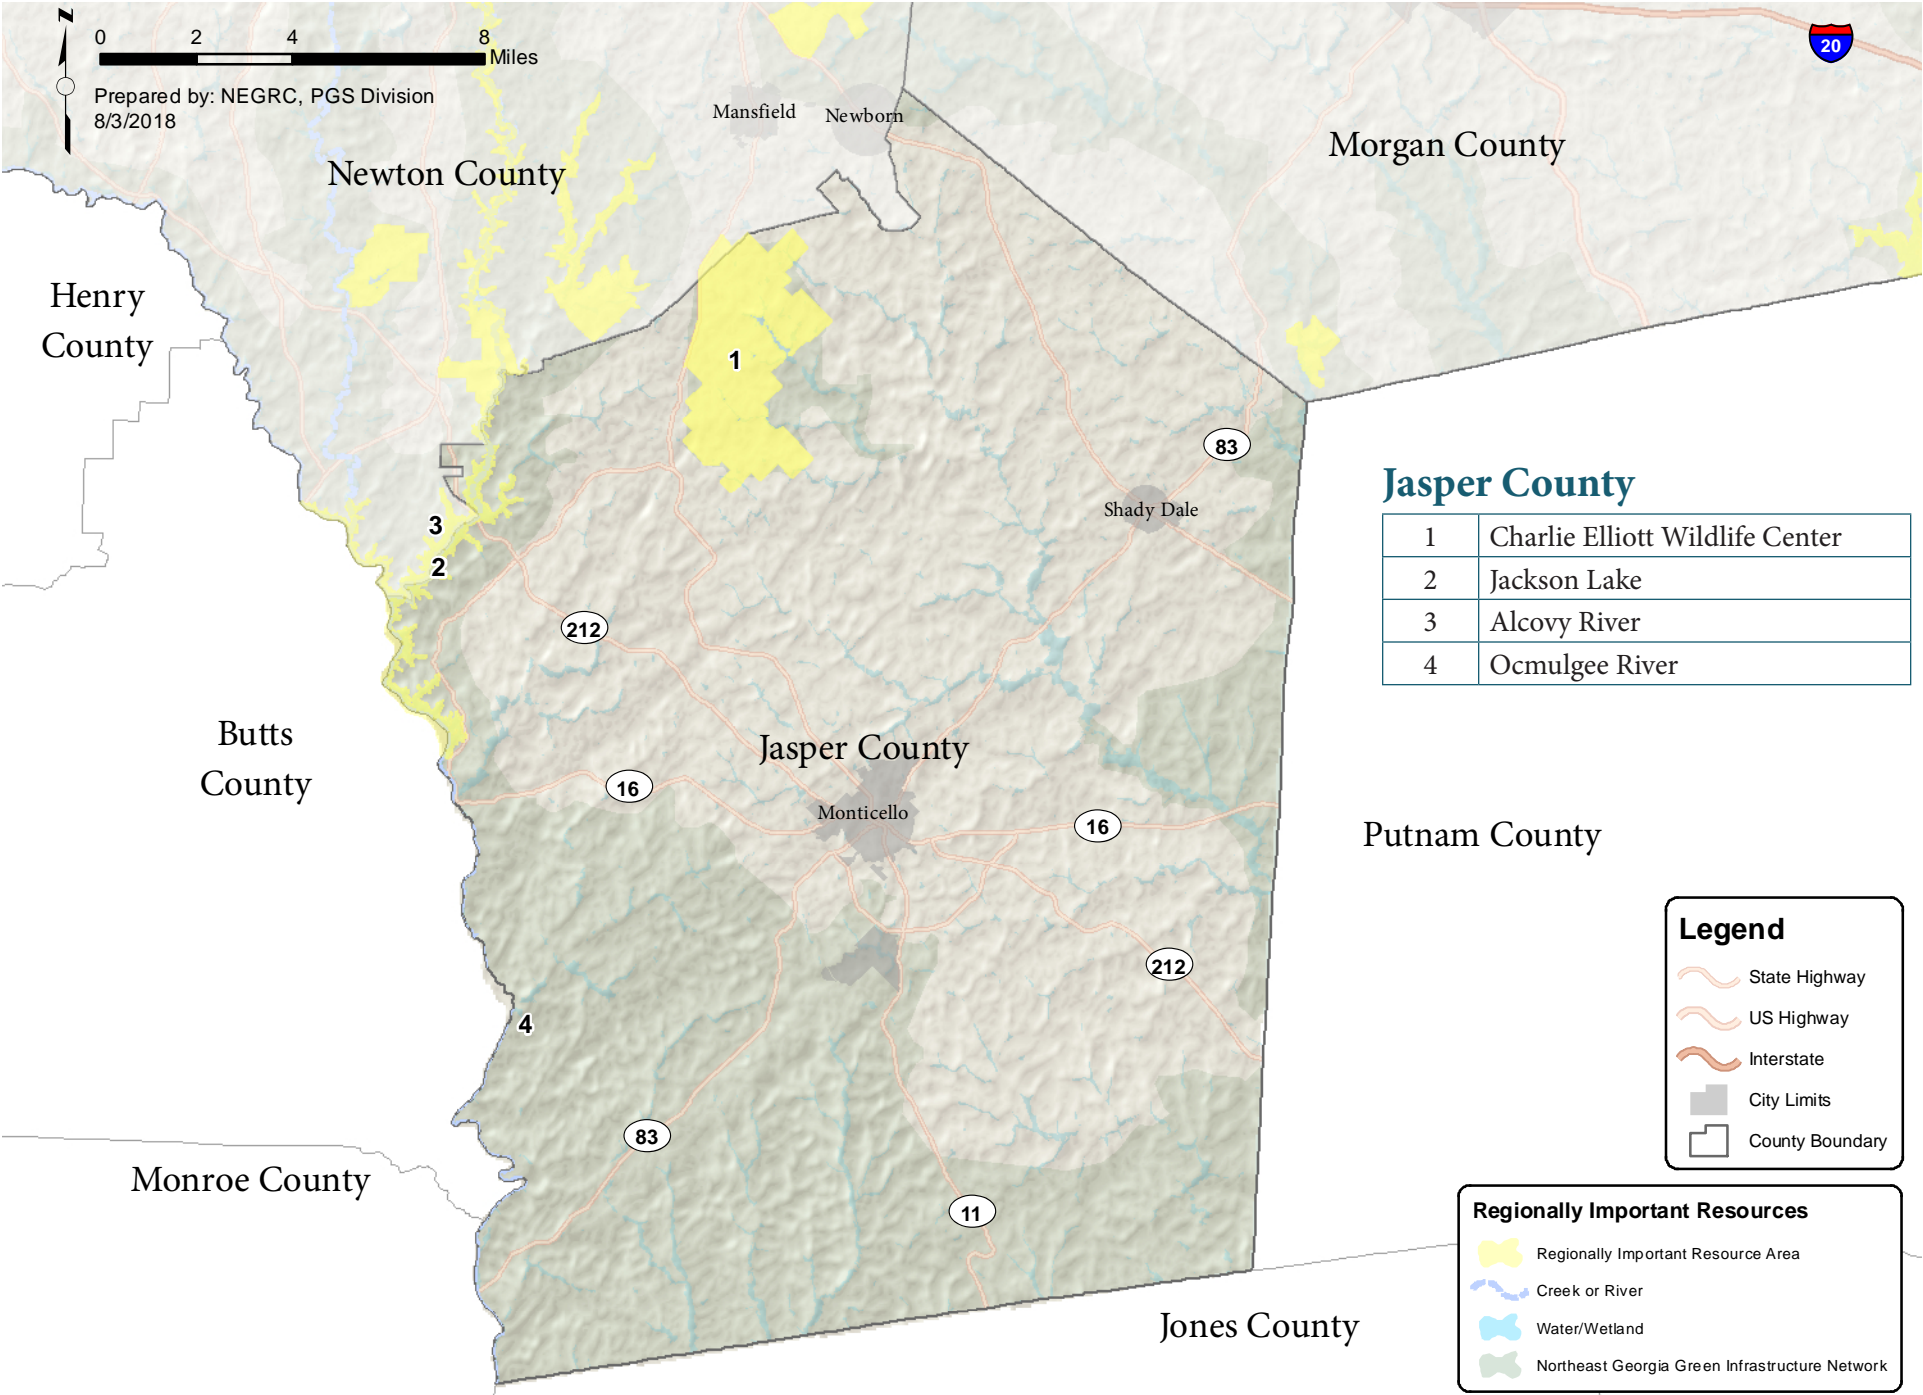 N
0 2 4 8
Miles
Prepared by: NEGRC, PGS Division
8/3/2018
20
Mansfield
Newborn
Morgan County
Newton County
Henry
County
1
83
Shady Dale
3
2
212
Jasper County
1 Charlie Elliott Wildlife Center
2 Jackson Lake
3 Alcovy River
4 Ocmulgee River
Butts
County
Jasper County
16
Monticello
16
Putnam County
212
4
83
Monroe County
11
Jones County
Legend
State Highway
US Highway
Interstate
City Limits
County Boundary
Regionally Important Resources
Regionally Important Resource Area
Creek or River
Water/Wetland
Northeast Georgia Green Infrastructure Network